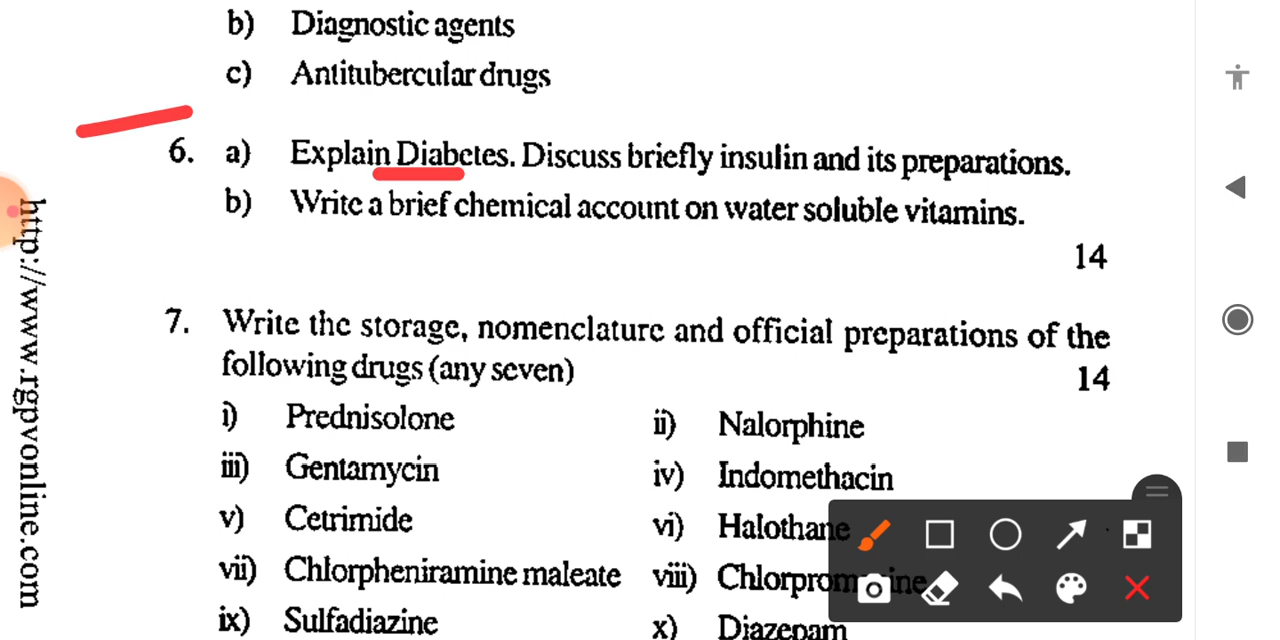 b) Diagnostic agents
c) Antitubercular drugs
6. a) Explain Diabetes. Discuss briefly insulin and its preparations.
b) Write a brief chemical account on water soluble vitamins.
14
7. Write the storage, nomenclature and official preparations of the
following drugs (any seven)
14
i) Prednisolone ii) Nalorphine
iii) Gentamycin iv) Indomethacin
v) Cetrimide vi) Halothane
vii) Chlorpheniramine maleate viii) Chlorpromazine
ix) Sulfadiazine x) Diazepam
http://www.rgpvonline.com